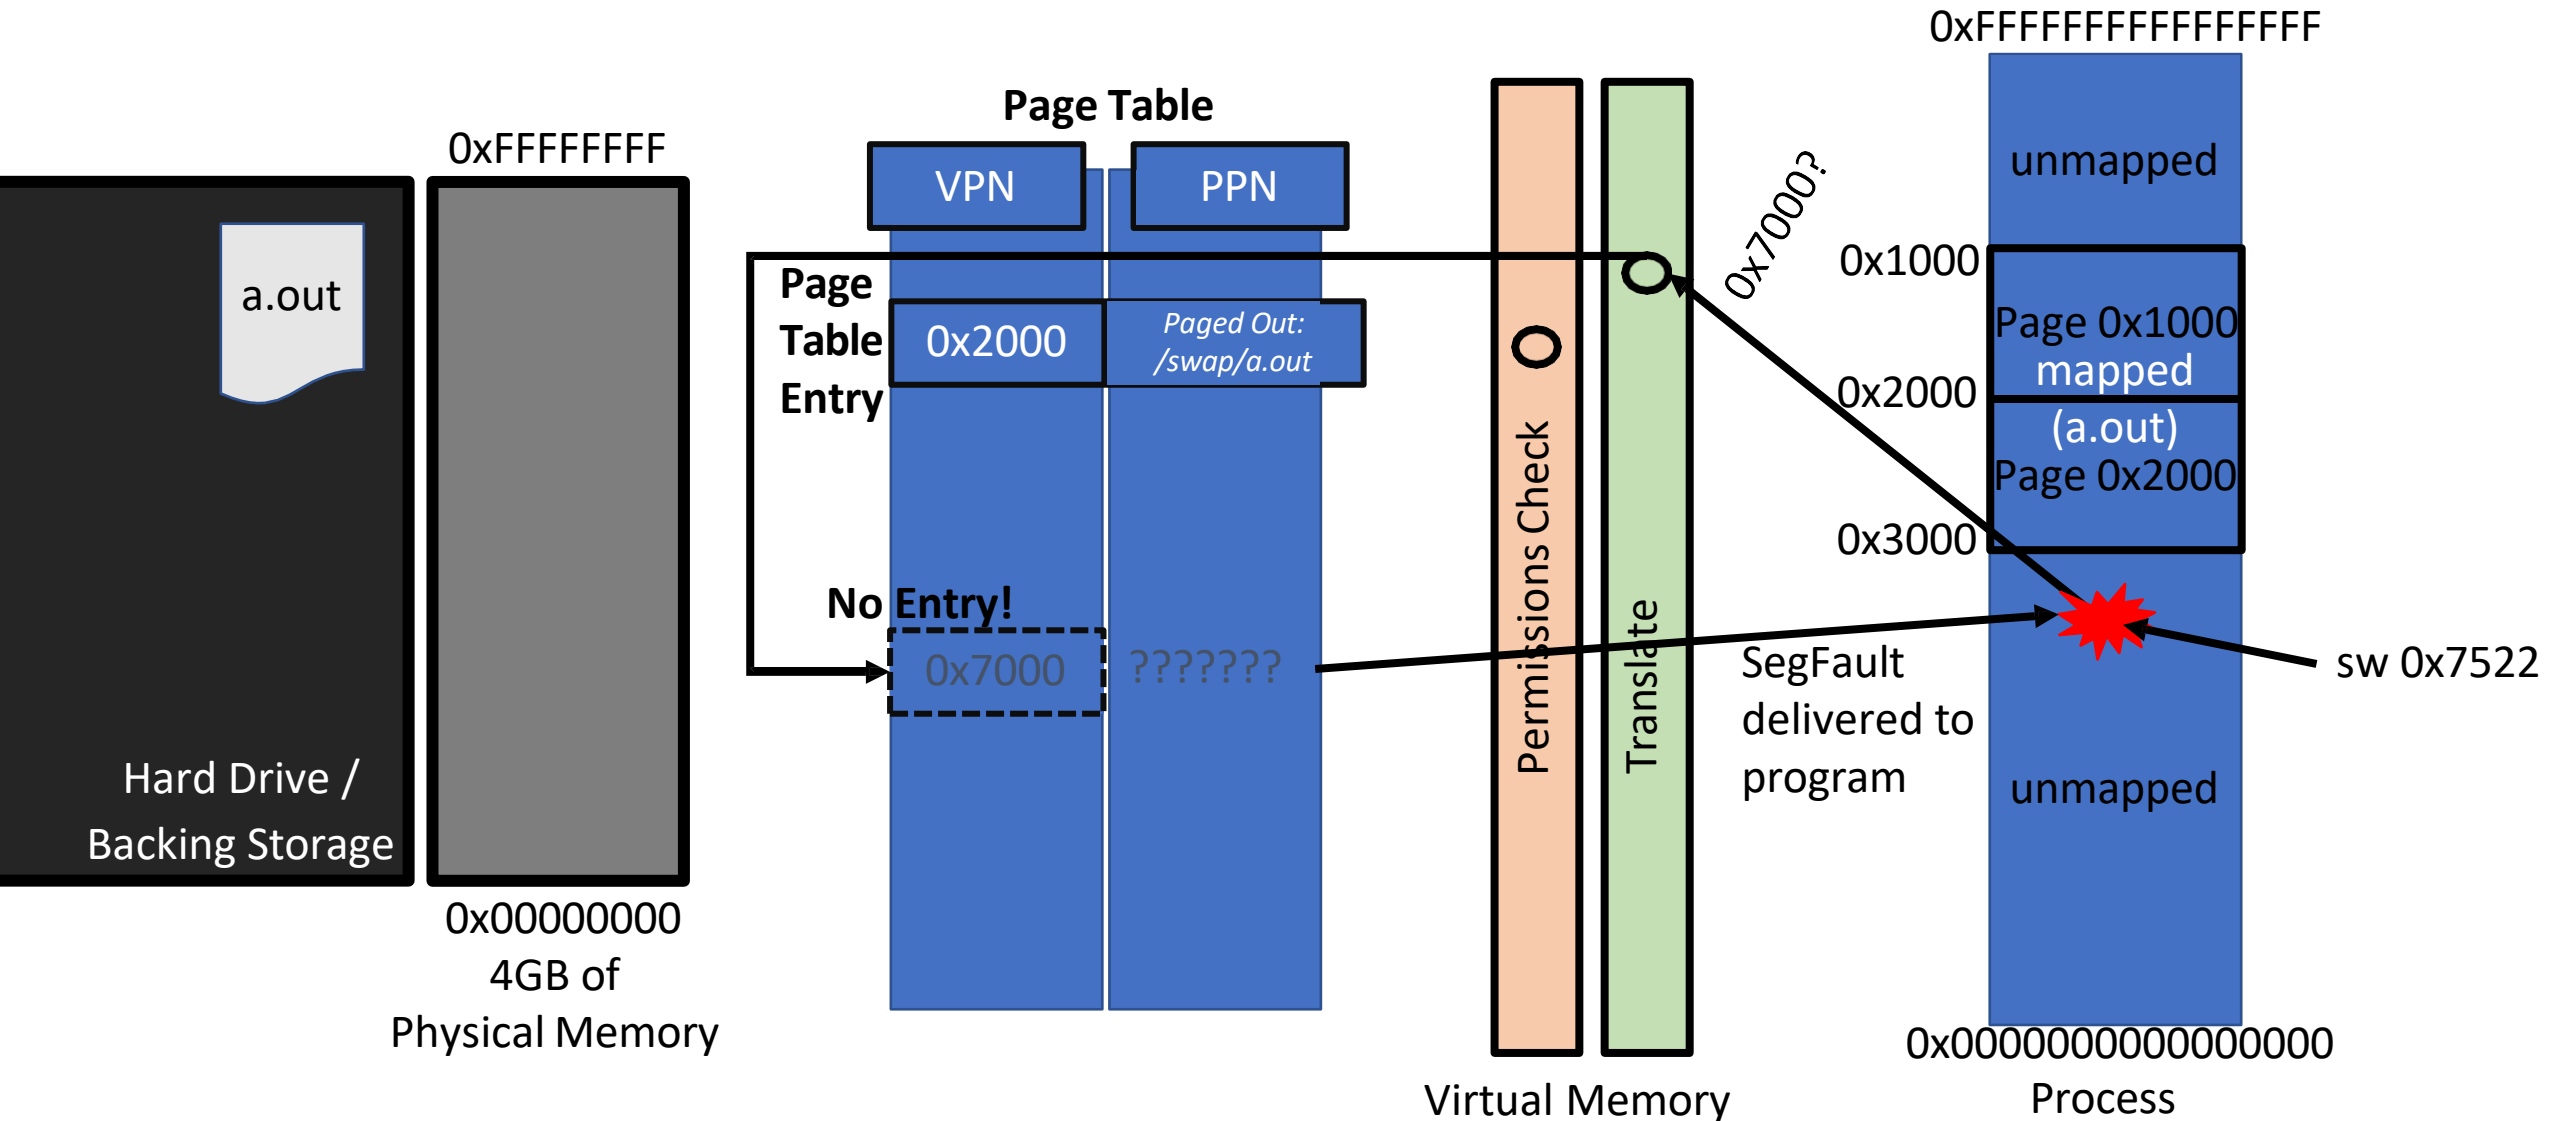 0xFFFFFFFFFFFFFFFF
Page Table
0xFFFFFFFF
VPN
PPN
unmapped
0x7000?
a.out
Page
Table
Entry
0x2000
Paged Out:
/swap/a.out
0x1000
Page 0x1000
mapped
0x2000
(a.out)
Page 0x2000
0x3000
Permissions Check
Translate
No Entry!
0x7000
???????
SegFault
delivered to
program
sw 0x7522
unmapped
Hard Drive /
Backing Storage
0x00000000
4GB of
Physical Memory
0x0000000000000000
Virtual Memory
Process